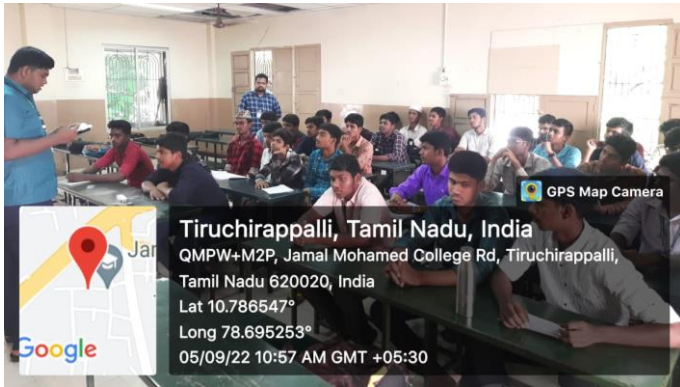 GPS Map Camera
Jar
Google
Tiruchirappalli, Tamil Nadu, India
QMPW+M2P, Jamal Mohamed College Rd, Tiruchirappalli,
Tamil Nadu 620020, India
Lat 10.786547°
Long 78.695253°
05/09/22 10:57 AM GMT +05:30